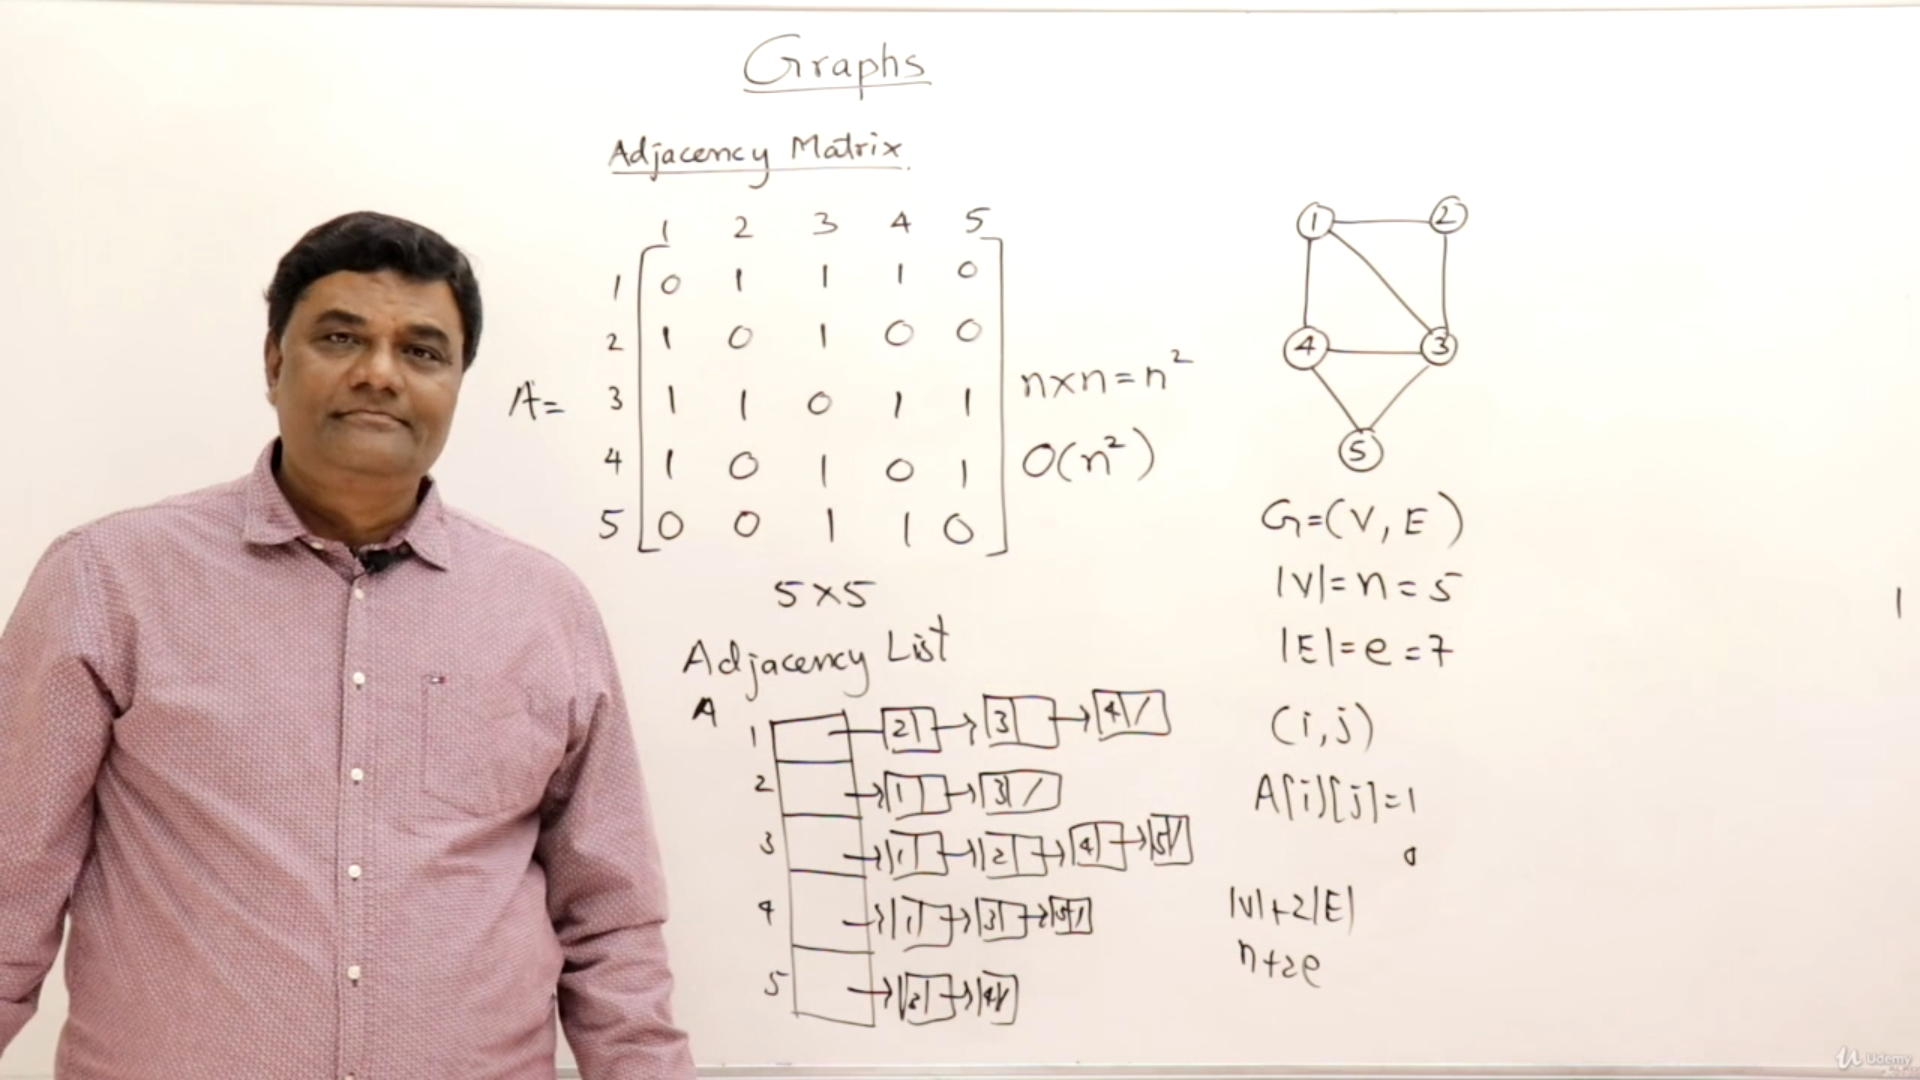 Graphs
Adjacency Matrix
1 2 3 4 5
1 0 1 1 1 0
2 1 0 1 0 0
A= 3 1 1 0 1 1
4 1 0 1 0 1
5 0 0 1 1 0
n×n=n²
O(n²)
5×5
1 2
4 3
5
G=(V, E)
|V|=n=5
|E|=e=7
(i,j)
A[i][j]=1
0
|V|+2|E|
n+2e
Adjacency List
A
1 2 → 3 → 4 /
2 → 1 → 3 /
3 → 1 → 2 → 4 → 5 /
4 → 1 → 3 → 5 /
5 → 3 → 4 /
1
Udemy